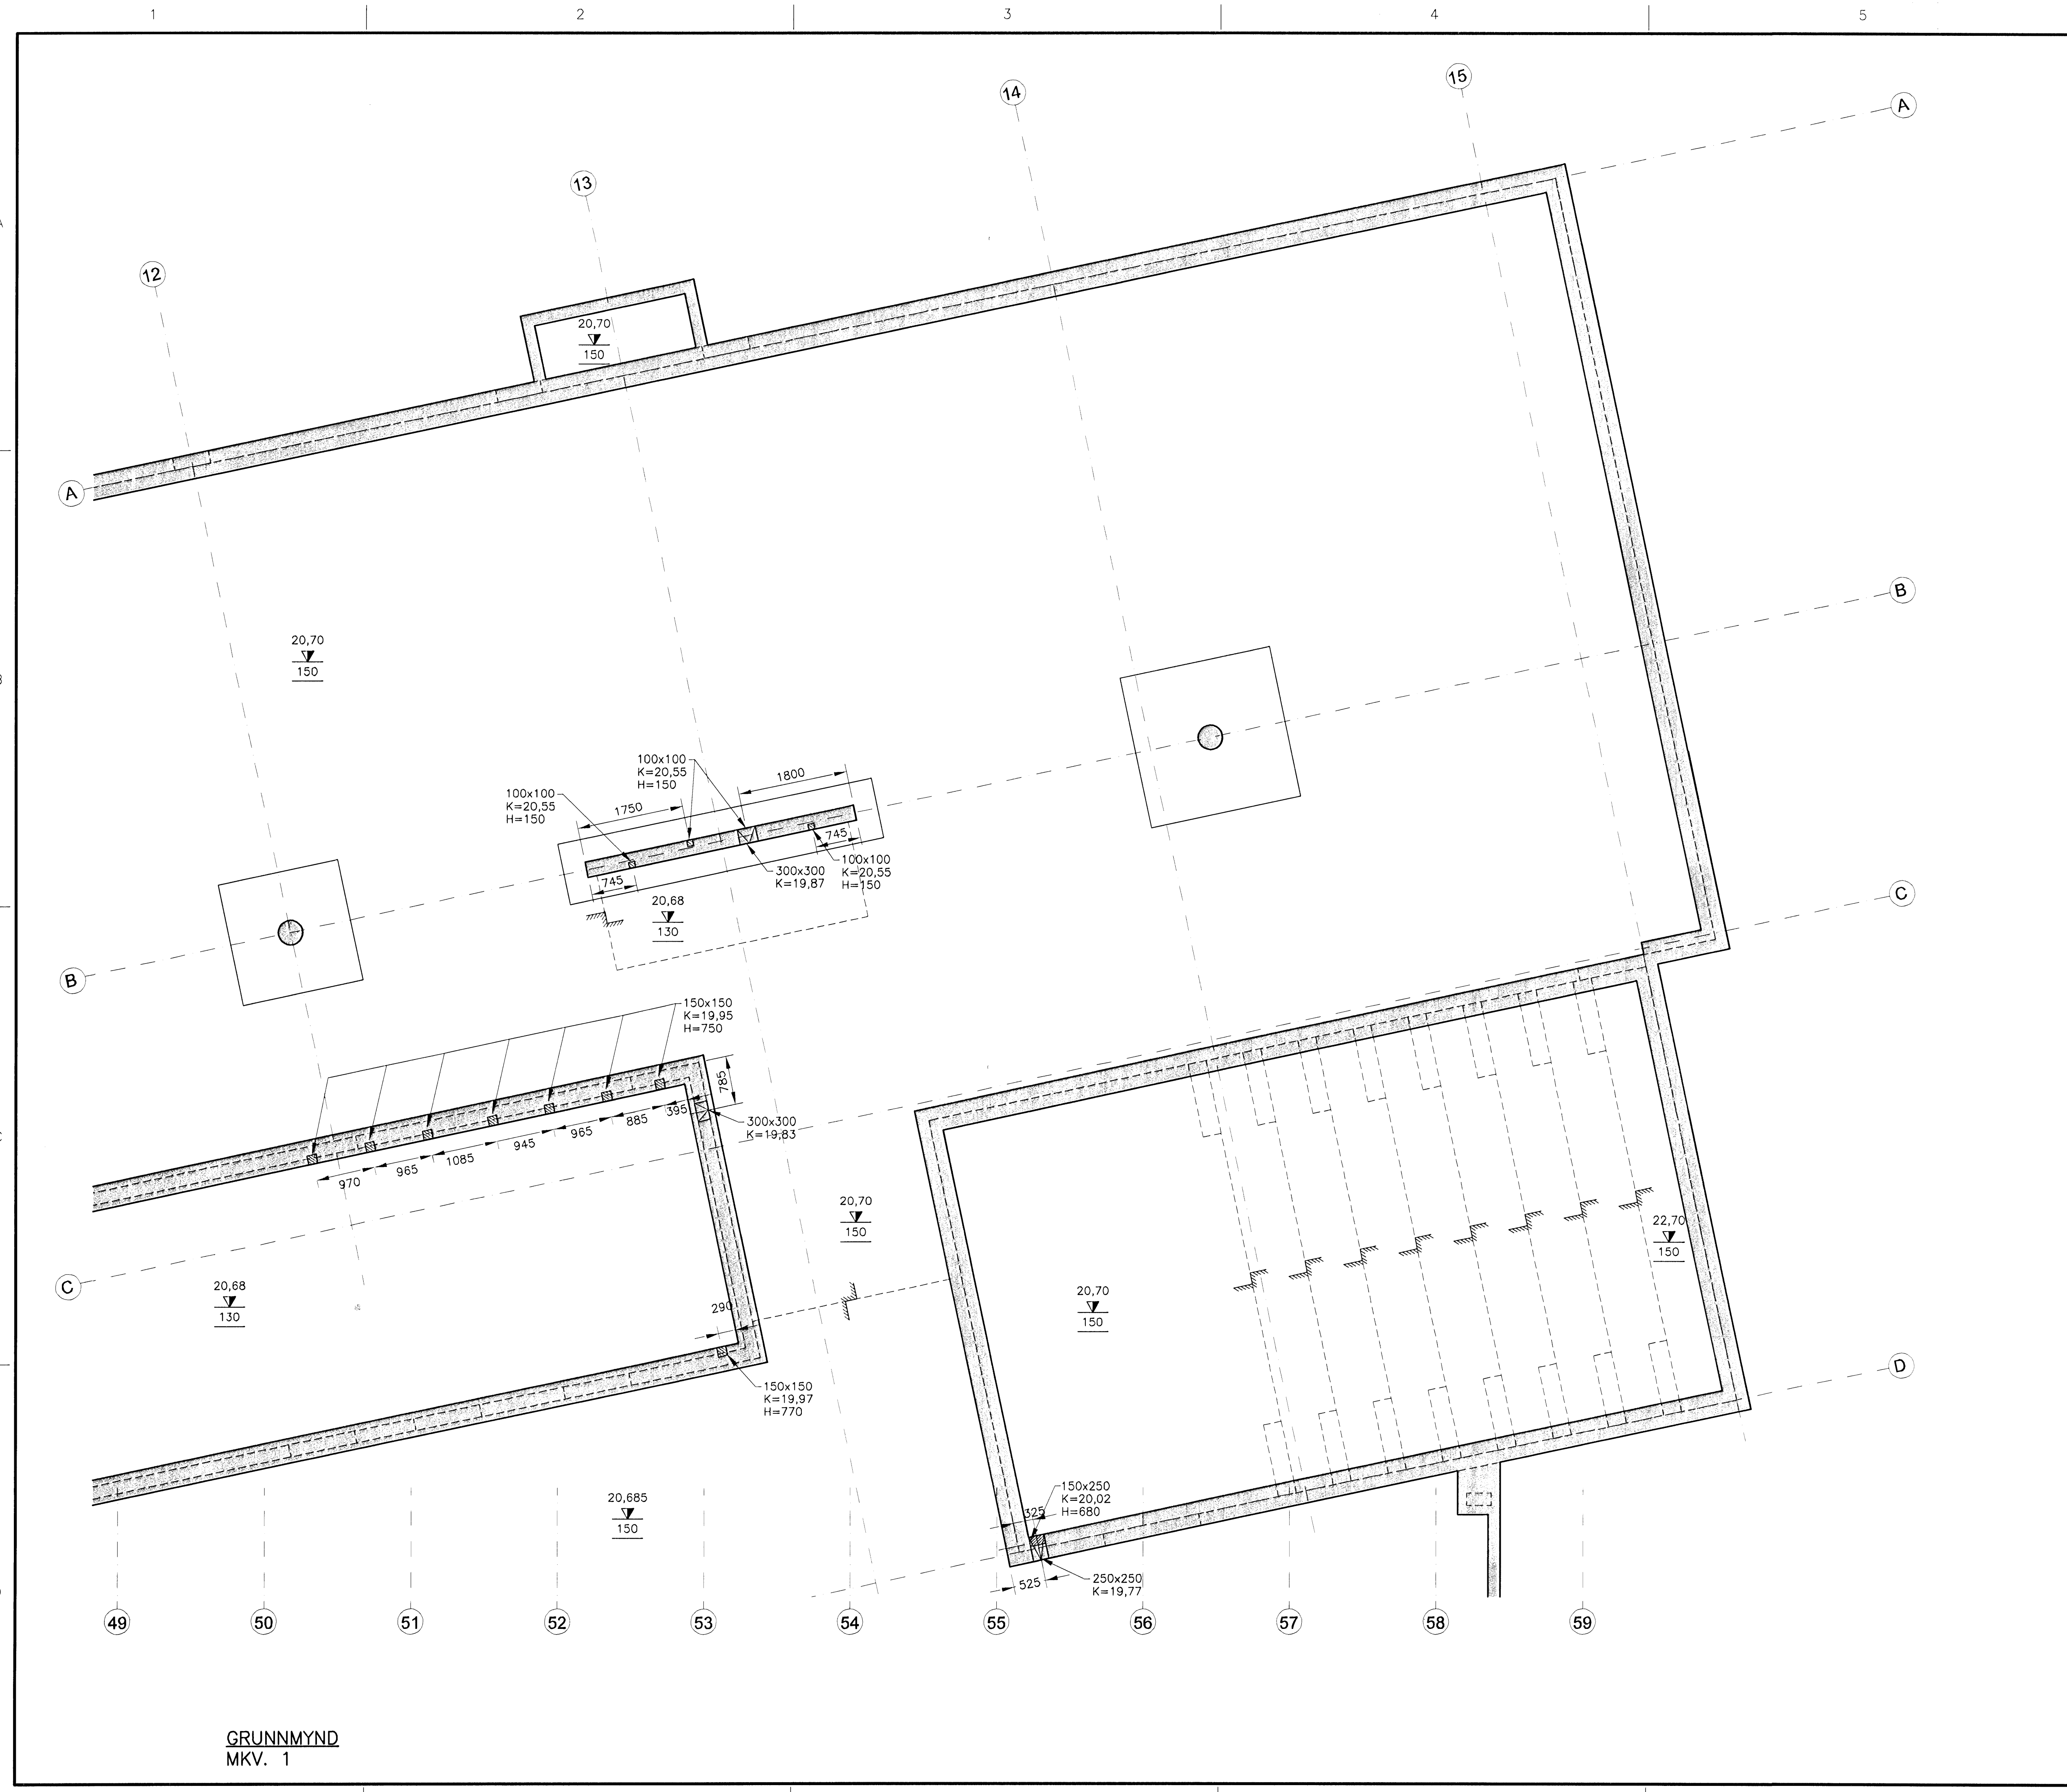 1 2 3 4 5
15
14
A
13
12
20,70
150
A
B
20,70
150
100x100
K=20,55
H=150
1800
100x100
K=20,55
H=150
1750
745
100x100
K=20,55
H=150
300x300
K=19,87
745
C
20,68
130
B
150x150
K=19,95
H=750
785
395
885
965
945
1085
965
970
300x300
K=19,83
20,70
150
22,70
150
C
20,68
130
290
20,70
150
D
150x150
K=19,97
H=770
20,685
150
150x250
K=20,02
H=680
325
525
250x250
K=19,77
49 50 51 52 53 54 55 56 57 58 59
GRUNNMYND
MKV. 1